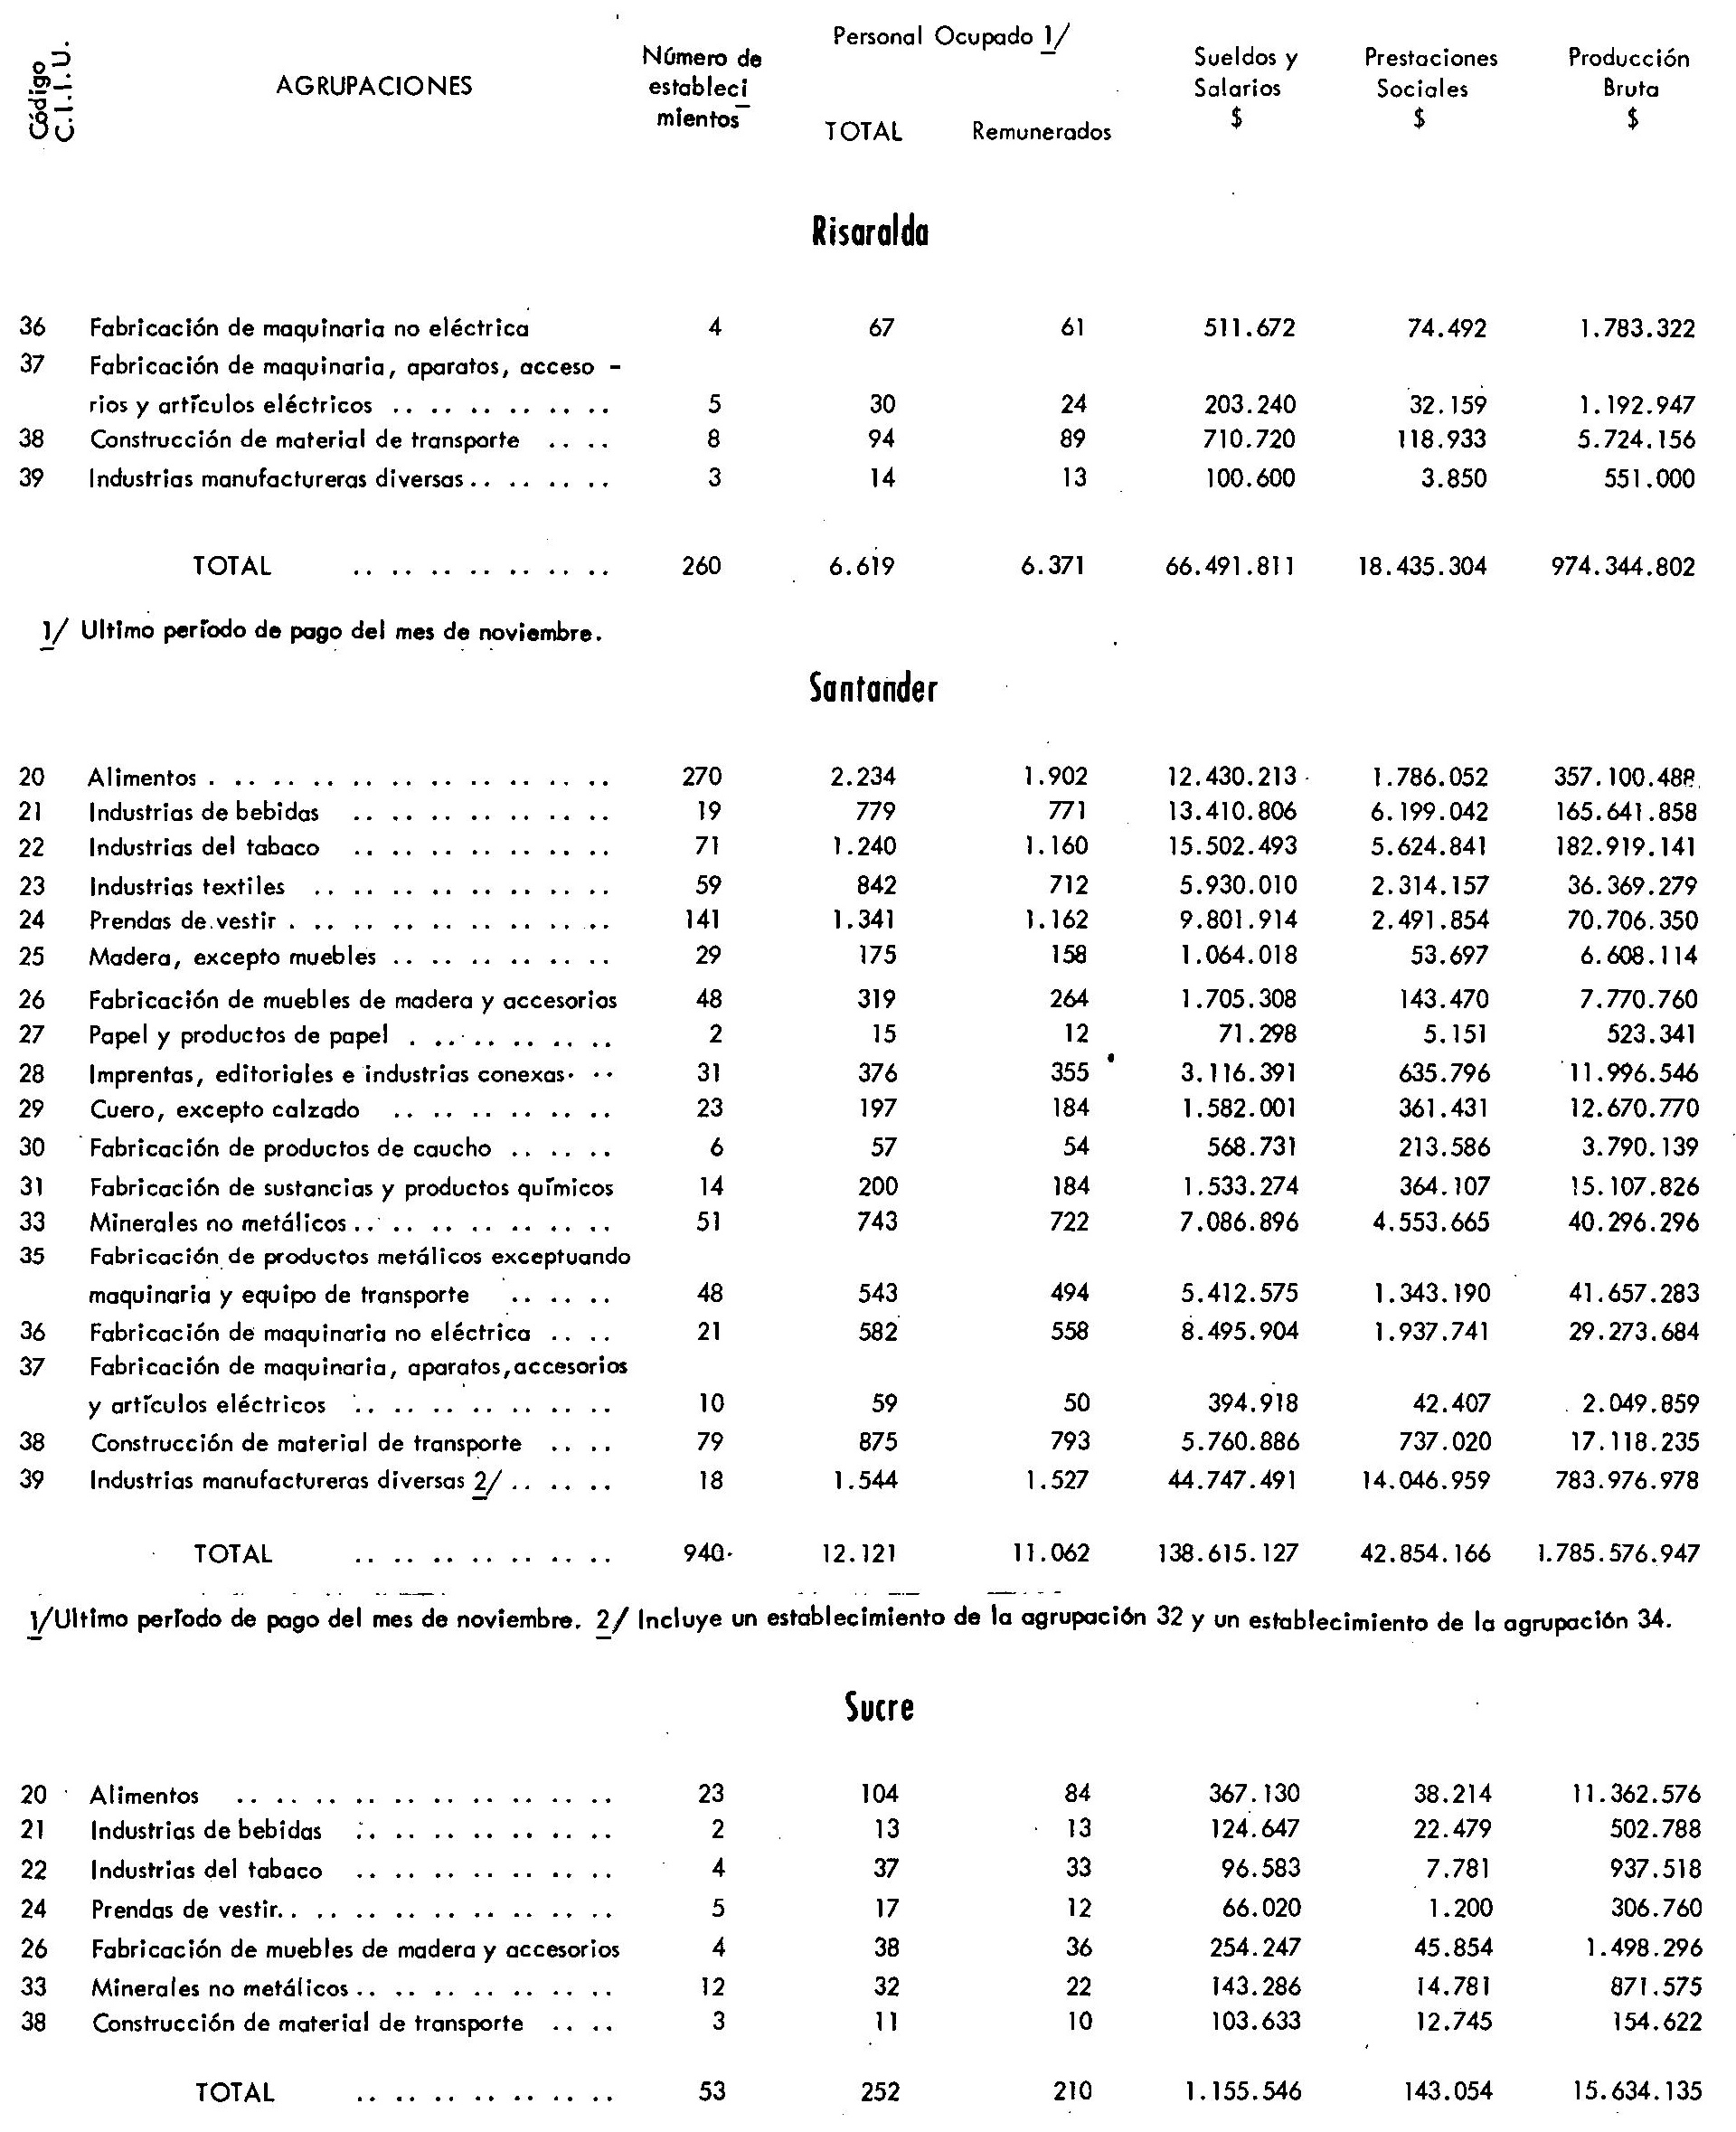 Código C.I.I.U. AGRUPACIONES Número de estableci mientos Personal Ocupado 1/ TOTAL Remunerados Sueldos y Salarios $ Prestaciones Sociales $ Producción Bruta $
Risaralda
36 Fabricación de maquinaria no eléctrica 4 67 61 511.672 74.492 1.783.322
37 Fabricación de maquinaria, aparatos, acceso -
rios y artículos eléctricos .. .. .. .. .. .. 5 30 24 203.240 32.159 1.192.947
38 Construcción de material de transporte .. .. 8 94 89 710.720 118.933 5.724.156
39 Industrias manufactureras diversas .. .. .. .. 3 14 13 100.600 3.850 551.000
TOTAL .. .. .. .. .. .. .. 260 6.619 6.371 66.491.811 18.435.304 974.344.802
1/ Ultimo período de pago del mes de noviembre.
Santander
20 Alimentos . .. .. .. .. .. .. .. .. .. .. 270 2.234 1.902 12.430.213 1.786.052 357.100.488
21 Industrias de bebidas .. .. .. .. .. .. .. 19 779 771 13.410.806 6.199.042 165.641.858
22 Industrias del tabaco .. .. .. .. .. .. .. 71 1.240 1.160 15.502.493 5.624.841 182.919.141
23 Industrias textiles .. .. .. .. .. .. .. .. 59 842 712 5.930.010 2.314.157 36.369.279
24 Prendas de vestir . .. .. .. .. .. .. .. .. 141 1.341 1.162 9.801.914 2.491.854 70.706.350
25 Madera, excepto muebles .. .. .. .. .. .. 29 175 158 1.064.018 53.697 6.608.114
26 Fabricación de muebles de madera y accesorios 48 319 264 1.705.308 143.470 7.770.760
27 Papel y productos de papel . .. .. .. .. .. 2 15 12 71.298 5.151 523.341
28 Imprentas, editoriales e industrias conexas. .. 31 376 355 3.116.391 635.796 11.996.546
29 Cuero, excepto calzado .. .. .. .. .. .. 23 197 184 1.582.001 361.431 12.670.770
30 Fabricación de productos de caucho .. .. .. 6 57 54 568.731 213.586 3.790.139
31 Fabricación de sustancias y productos químicos 14 200 184 1.533.274 364.107 15.107.826
33 Minerales no metálicos .. .. .. .. .. .. .. 51 743 722 7.086.896 4.553.665 40.296.296
35 Fabricación de productos metálicos exceptuando
maquinaria y equipo de transporte .. .. .. 48 543 494 5.412.575 1.343.190 41.657.283
36 Fabricación de maquinaria no eléctrica .. .. 21 582 558 8.495.904 1.937.741 29.273.684
37 Fabricación de maquinaria, aparatos, accesorios
y artículos eléctricos .. .. .. .. .. .. .. 10 59 50 394.918 42.407 2.049.859
38 Construcción de material de transporte .. .. 79 875 793 5.760.886 737.020 17.118.235
39 Industrias manufactureras diversas 2/ .. .. .. 18 1.544 1.527 44.747.491 14.046.959 783.976.978
TOTAL .. .. .. .. .. .. .. 940 12.121 11.062 138.615.127 42.854.166 1.785.576.947
1/Ultimo período de pago del mes de noviembre. 2/ Incluye un establecimiento de la agrupación 32 y un establecimiento de la agrupación 34.
Sucre
20 Alimentos .. .. .. .. .. .. .. .. .. .. 23 104 84 367.130 38.214 11.362.576
21 Industrias de bebidas .. .. .. .. .. .. .. 2 13 13 124.647 22.479 502.788
22 Industrias del tabaco .. .. .. .. .. .. .. 4 37 33 96.583 7.781 937.518
24 Prendas de vestir. . .. .. .. .. .. .. .. .. 5 17 12 66.020 1.200 306.760
26 Fabricación de muebles de madera y accesorios 4 38 36 254.247 45.854 1.498.296
33 Minerales no metálicos .. .. .. .. .. .. .. 12 32 22 143.286 14.781 871.575
38 Construcción de material de transporte .. .. 3 11 10 103.633 12.745 154.622
TOTAL .. .. .. .. .. .. .. 53 252 210 1.155.546 143.054 15.634.135